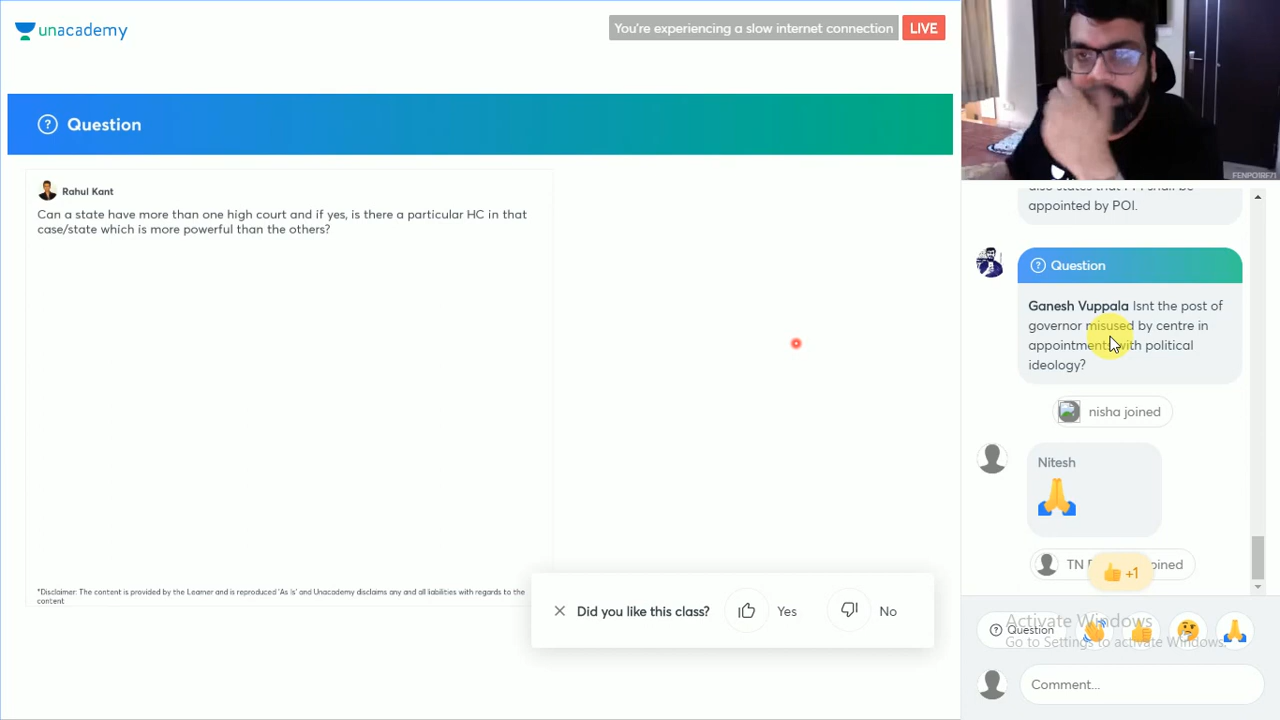 unacademy
You're experiencing a slow internet connection
LIVE
Question
Rahul Kant
Can a state have more than one high court and if yes, is there a particular HC in that
case/state which is more powerful than the others?
*Disclaimer: The content is provided by the Learner and is reproduced 'As Is' and Unacademy disclaims any and all liabilities with regards to the
content
Did you like this class?
Yes
No
FENPO1RF71
appointed by POI.
Question
Ganesh Vuppala Isnt the post of
governor misused by centre in
appointments with political
ideology?
nisha joined
Nitesh
TN
joined
+1
Activate Windows
Go to Settings to activate Windows.
Question
Comment...